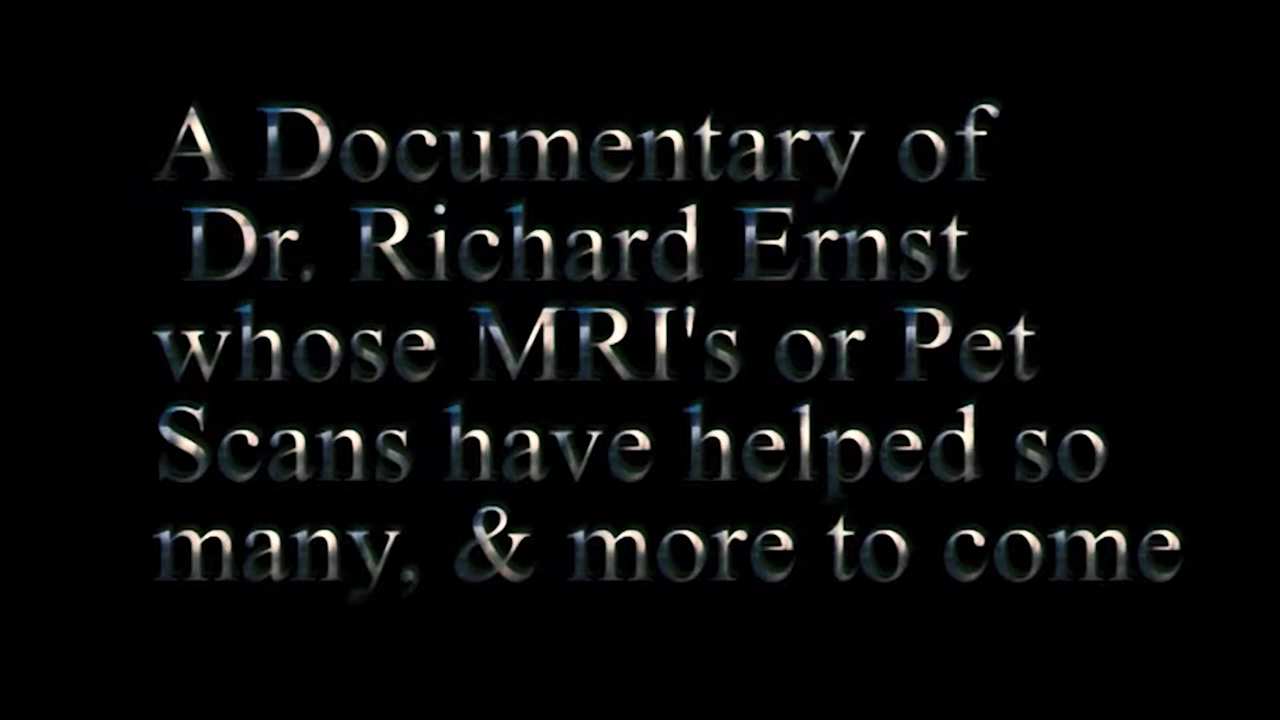 A Documentary of
Dr. Richard Ernst
whose MRI's or Pet
Scans have helped so
many, & more to come